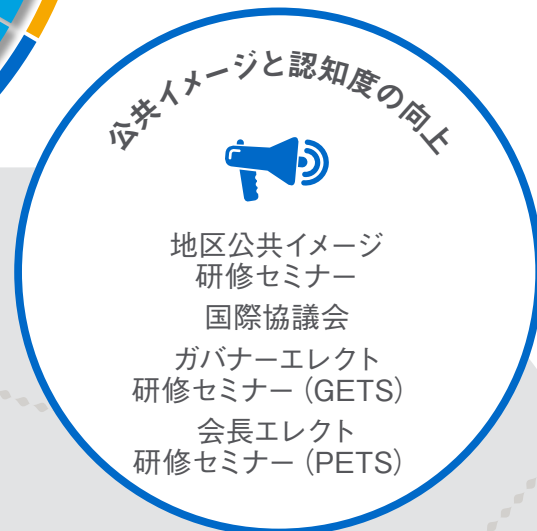 公共イメージと認知度の向上
地区公共イメージ
研修セミナー
国際協議会
ガバナーエレクト
研修セミナー（GETS）
会長エレクト
研修セミナー（PETS）